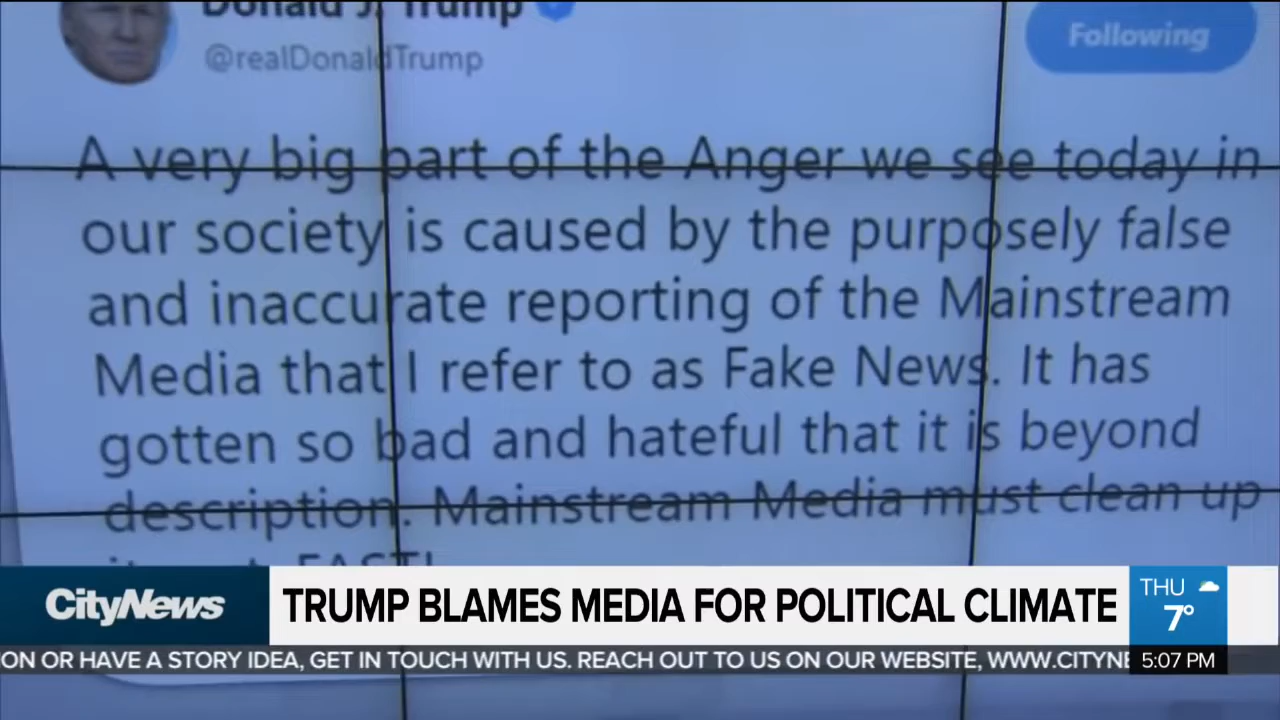 Donald J. Trump
@realDonaldTrump
Following
A very big part of the Anger we see today in
our society is caused by the purposely false
and inaccurate reporting of the Mainstream
Media that I refer to as Fake News. It has
gotten so bad and hateful that it is beyond
description. Mainstream Media must clean up
FAST!
CityNews
TRUMP BLAMES MEDIA FOR POLITICAL CLIMATE
THU
7°
ON OR HAVE A STORY IDEA, GET IN TOUCH WITH US. REACH OUT TO US ON OUR WEBSITE, WWW.CITYNE
5:07 PM